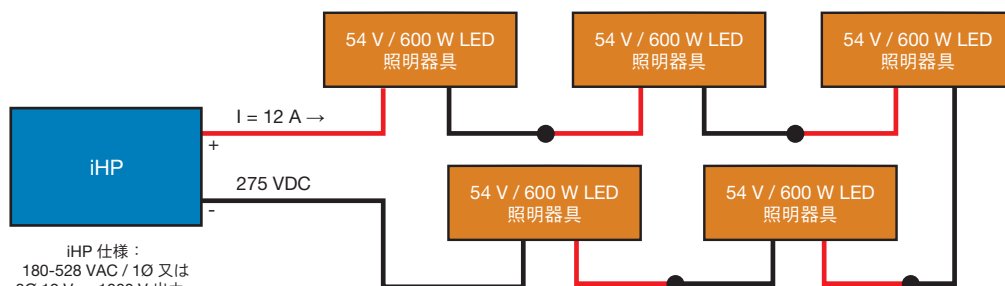 54 V / 600 W LED
照明器具
54 V / 600 W LED
照明器具
54 V / 600 W LED
照明器具
I = 12 A →
+
iHP
275 VDC
-
54 V / 600 W LED
照明器具
54 V / 600 W LED
照明器具
iHP 仕様：
180-528 VAC / 1Ø 又は